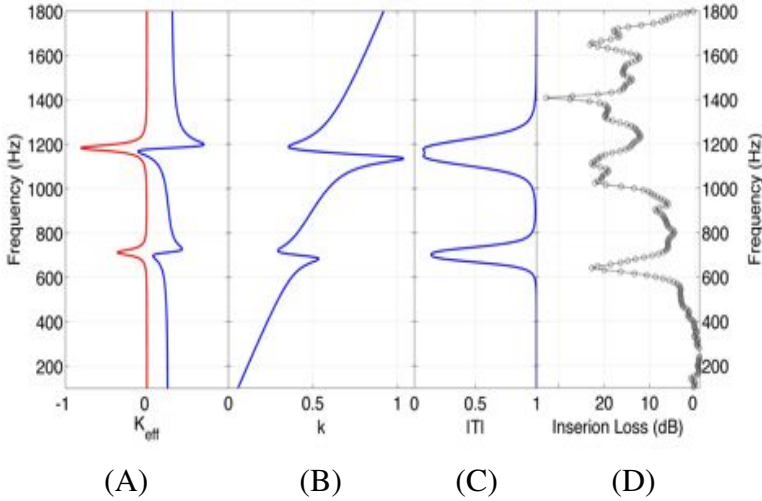 1800 1800
1600 1600
1400 1400
1200 1200
1000 1000
800 800
600 600
400 400
200 200
Frequency (Hz) Frequency (Hz)
-1 0 0 0.5 1 0 0.5 1 20 10 0
K_eff k |T| Inserion Loss (dB)
(A) (B) (C) (D)